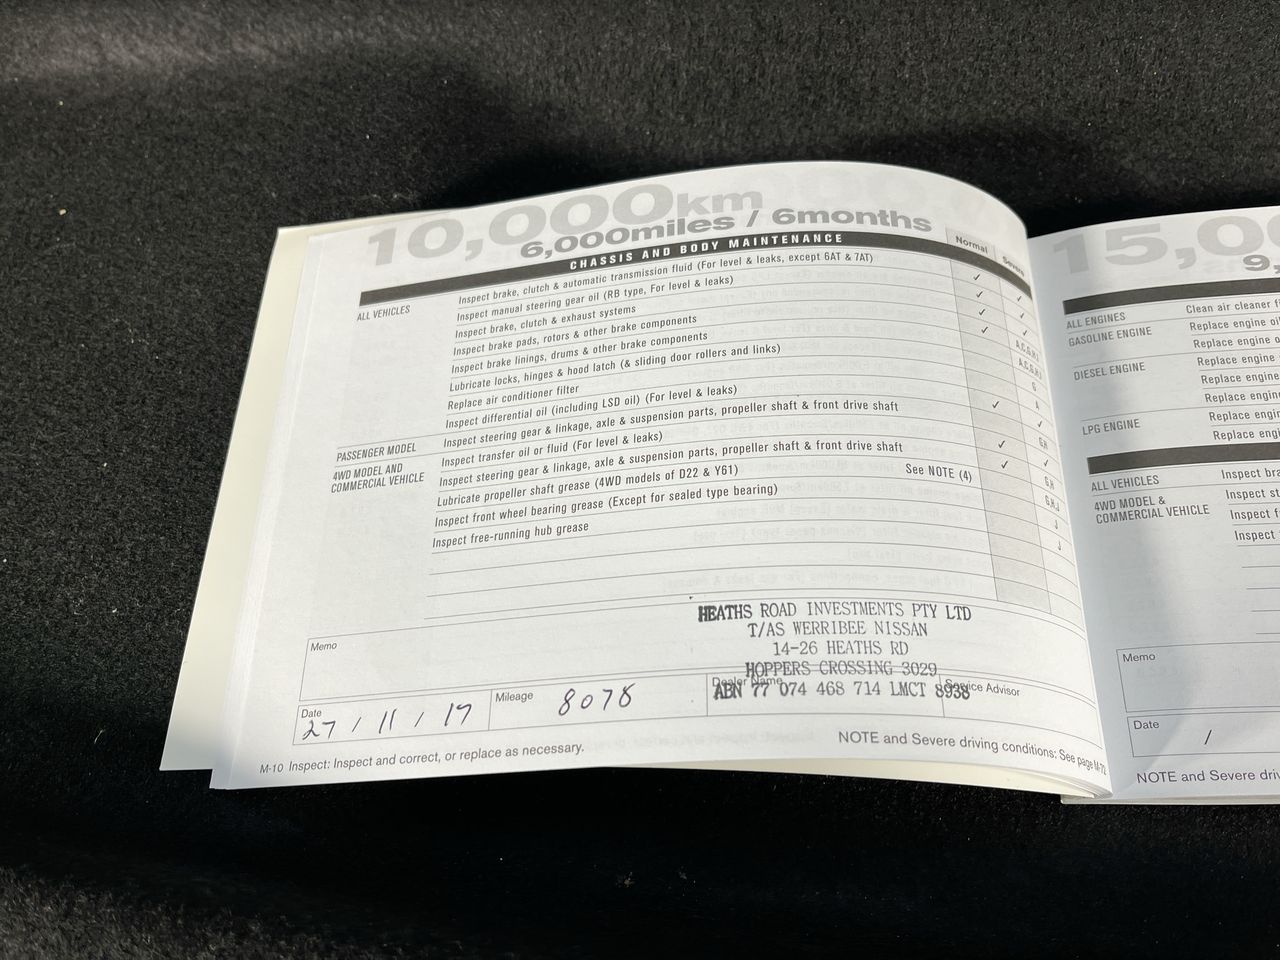 10,000km
6,000miles / 6months
CHASSIS AND BODY MAINTENANCE Normal Severe
ALL VEHICLES Inspect brake, clutch & automatic transmission fluid (For level & leaks, except 6AT & 7AT) ✓ ✓
Inspect manual steering gear oil (RB type, For level & leaks) ✓ ✓
Inspect brake, clutch & exhaust systems ✓ ✓
Inspect brake pads, rotors & other brake components ✓ A,C,G,H,I
Inspect brake linings, drums & other brake components A,C,G,H,I
Lubricate locks, hinges & hood latch (& sliding door rollers and links) G
Replace air conditioner filter A
Inspect differential oil (including LSD oil) (For level & leaks) ✓ ✓
PASSENGER MODEL Inspect steering gear & linkage, axle & suspension parts, propeller shaft & front drive shaft G,H
4WD MODEL AND Inspect transfer oil or fluid (For level & leaks) ✓ ✓
COMMERCIAL VEHICLE Inspect steering gear & linkage, axle & suspension parts, propeller shaft & front drive shaft ✓ G,H
Lubricate propeller shaft grease (4WD models of D22 & Y61) See NOTE (4) G,H,J
Inspect front wheel bearing grease (Except for sealed type bearing) J
Inspect free-running hub grease J
Memo
HEATHS ROAD INVESTMENTS PTY LTD
T/AS WERRIBEE NISSAN
14-26 HEATHS RD
HOPPERS CROSSING 3029
ABN 77 074 468 714 LMCT 8938
Date 27 / 11 / 17
Mileage 8078
Dealer Name
Service Advisor
M-10 Inspect: Inspect and correct, or replace as necessary.
NOTE and Severe driving conditions: See page M-72
15,0
9,
ALL ENGINES Clean air cleaner
GASOLINE ENGINE Replace engine
Replace engine
DIESEL ENGINE Replace engine
Replace engine
Replace engine
LPG ENGINE Replace engine
Replace
ALL VEHICLES Inspect
4WD MODEL & Inspect
COMMERCIAL VEHICLE Inspect
Inspect
Memo
Date /
NOTE and Severe